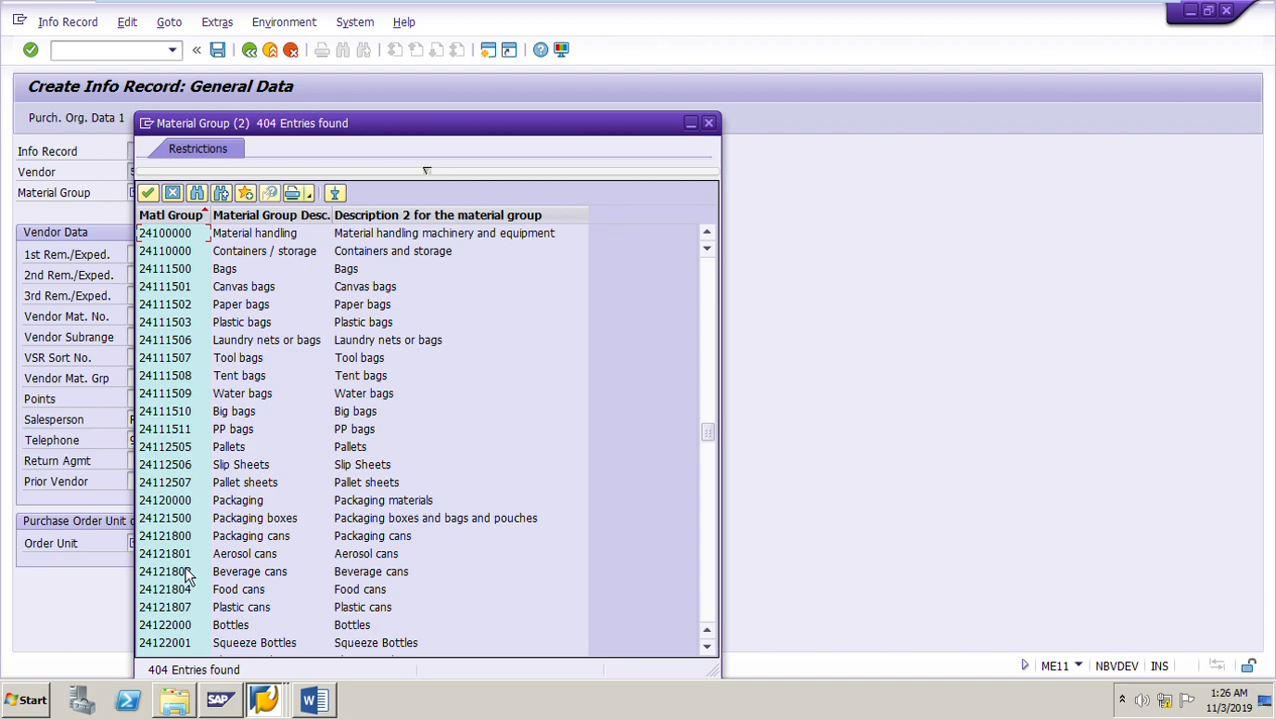 Info Record Edit Goto Extras Environment System Help
Create Info Record: General Data
Purch. Org. Data 1
Info Record
Vendor
Material Group
Vendor Data
1st Rem./Exped.
2nd Rem./Exped.
3rd Rem./Exped.
Vendor Mat. No.
Vendor Subrange
VSR Sort No.
Vendor Mat. Grp
Points
Salesperson
Telephone
Return Agmt
Prior Vendor
Purchase Order Unit
Order Unit
Material Group (2) 404 Entries found
Restrictions
Matl Group Material Group Desc. Description 2 for the material group
24100000 Material handling Material handling machinery and equipment
24110000 Containers / storage Containers and storage
24111500 Bags Bags
24111501 Canvas bags Canvas bags
24111502 Paper bags Paper bags
24111503 Plastic bags Plastic bags
24111506 Laundry nets or bags Laundry nets or bags
24111507 Tool bags Tool bags
24111508 Tent bags Tent bags
24111509 Water bags Water bags
24111510 Big bags Big bags
24111511 PP bags PP bags
24112505 Pallets Pallets
24112506 Slip Sheets Slip Sheets
24112507 Pallet sheets Pallet sheets
24120000 Packaging Packaging materials
24121500 Packaging boxes Packaging boxes and bags and pouches
24121800 Packaging cans Packaging cans
24121801 Aerosol cans Aerosol cans
Beverage cans Beverage cans
24121804 Food cans Food cans
24121807 Plastic cans Plastic cans
24122000 Bottles Bottles
24122001 Squeeze Bottles Squeeze Bottles
404 Entries found
ME11 NBVDEV INS
Start SAP
1:26 AM
11/3/2019